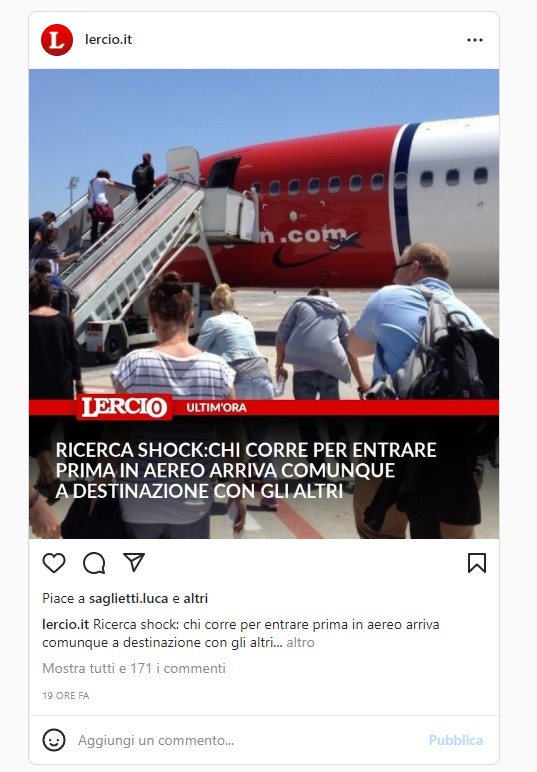 L
lercio.it
n.com
LERCIO ULTIM'ORA
RICERCA SHOCK:CHI CORRE PER ENTRARE
PRIMA IN AEREO ARRIVA COMUNQUE
A DESTINAZIONE CON GLI ALTRI
Piace a saglietti.luca e altri
lercio.it Ricerca shock: chi corre per entrare prima in aereo arriva
comunque a destinazione con gli altri... altro
Mostra tutti e 171 i commenti
19 ORE FA
Aggiungi un commento... Pubblica